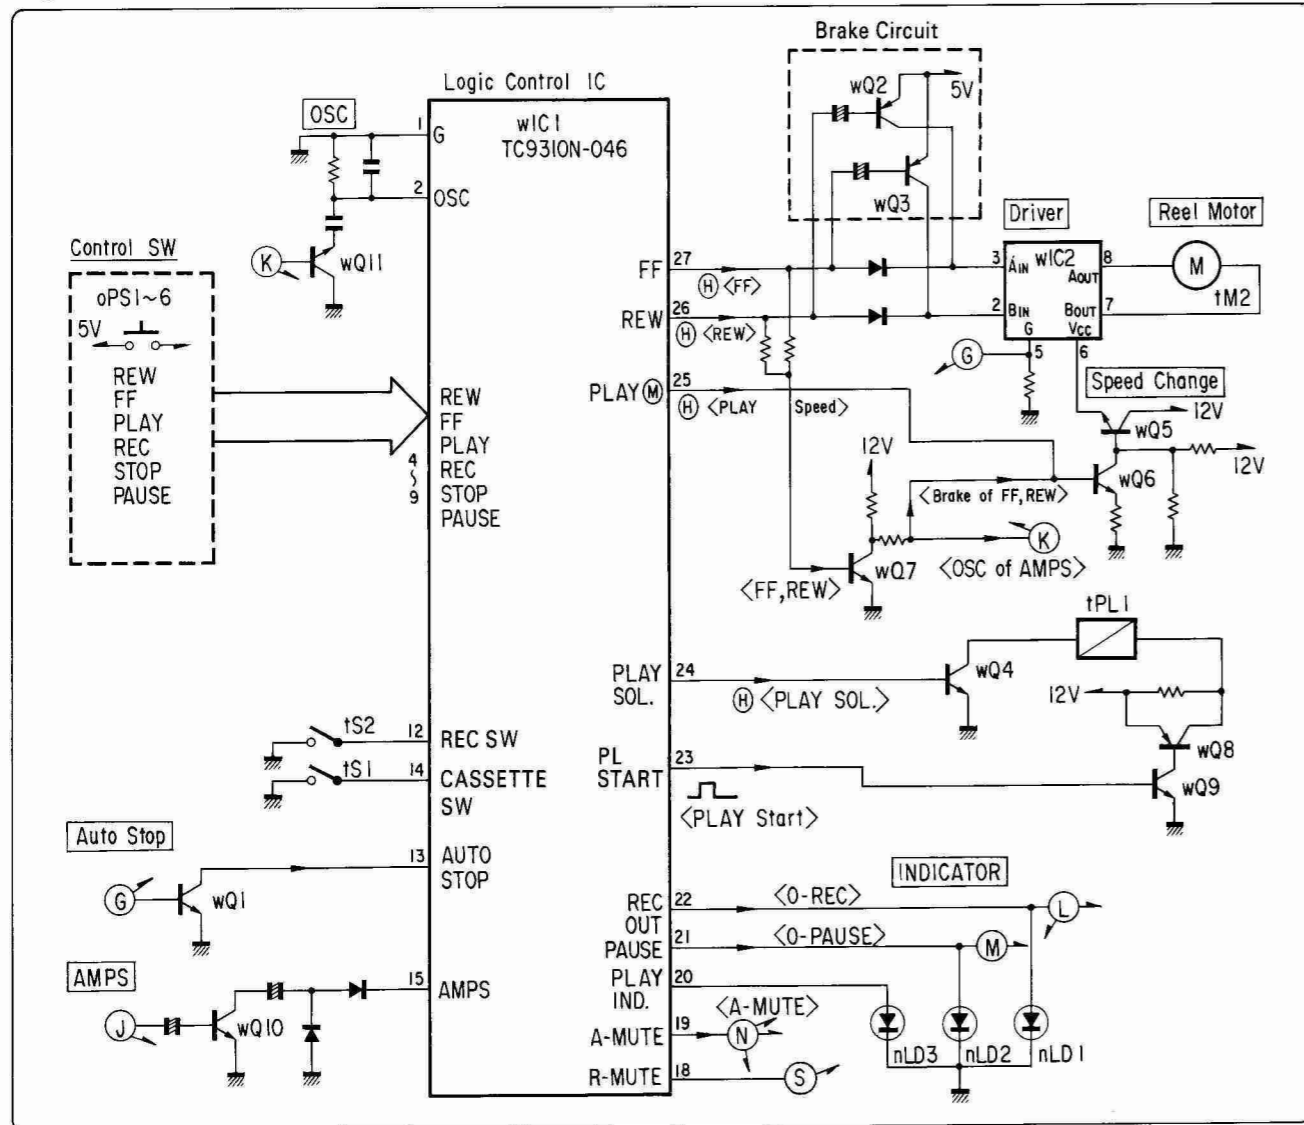 Brake Circuit
Logic Control IC
wIC1
TC9310N-046
OSC
1
G
2
OSC
K
wQ11
wQ2
5V
wQ3
Control SW
oPS1~6
5V
REW
FF
PLAY
REC
STOP
PAUSE
REW
FF
PLAY
REC
STOP
PAUSE
4
~
9
FF
27
Ⓗ <FF>
REW
26
Ⓗ <REW>
PLAY Ⓜ
25
Ⓗ <PLAY Speed>
Driver
3
AIN
wIC2
AOUT
8
2
BIN
BOUT
7
G
VCC
5
6
Reel Motor
M
tM2
G
Speed Change
12V
wQ5
12V
wQ6
12V
<Brake of FF,REW>
K
<OSC of AMPS>
wQ7
<FF,REW>
tPL1
PLAY
SOL.
24
Ⓗ <PLAY SOL.>
wQ4
12V
wQ8
wQ9
PL
START
23
<PLAY Start>
tS2
12
REC SW
tS1
14
CASSETTE
SW
Auto Stop
G
wQ1
13
AUTO
STOP
AMPS
J
wQ10
15
AMPS
INDICATOR
REC
OUT
22
<O-REC>
L
PAUSE
21
<O-PAUSE>
M
PLAY
IND.
20
<A-MUTE>
A-MUTE
19
N
R-MUTE
18
S
nLD3
nLD2
nLD1